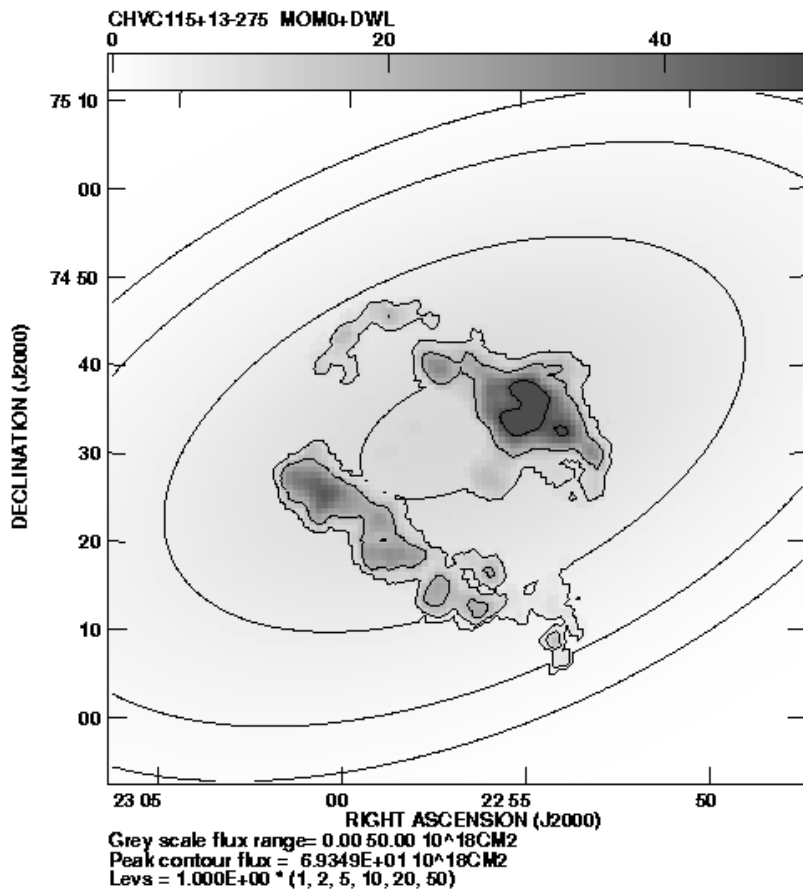 CHVC115+13-275 MOM0+DWL
0 20 40
75 10
00
74 50
40
30
20
10
00
DECLINATION (J2000)
23 05 00 22 55 50
RIGHT ASCENSION (J2000)
Grey scale flux range= 0.00 50.00 10^18CM2
Peak contour flux = 6.9349E+01 10^18CM2
Levs = 1.000E+00 * (1, 2, 5, 10, 20, 50)